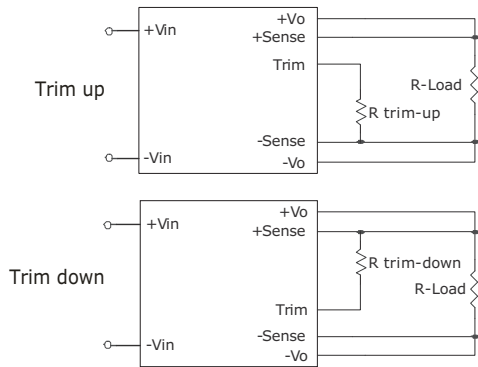 +Vo
+Vin
+Sense
Trim
Trim up
R-Load
R trim-up
-Sense
-Vin
-Vo
+Vo
+Vin
+Sense
R trim-down
Trim down
R-Load
Trim
-Sense
-Vin
-Vo